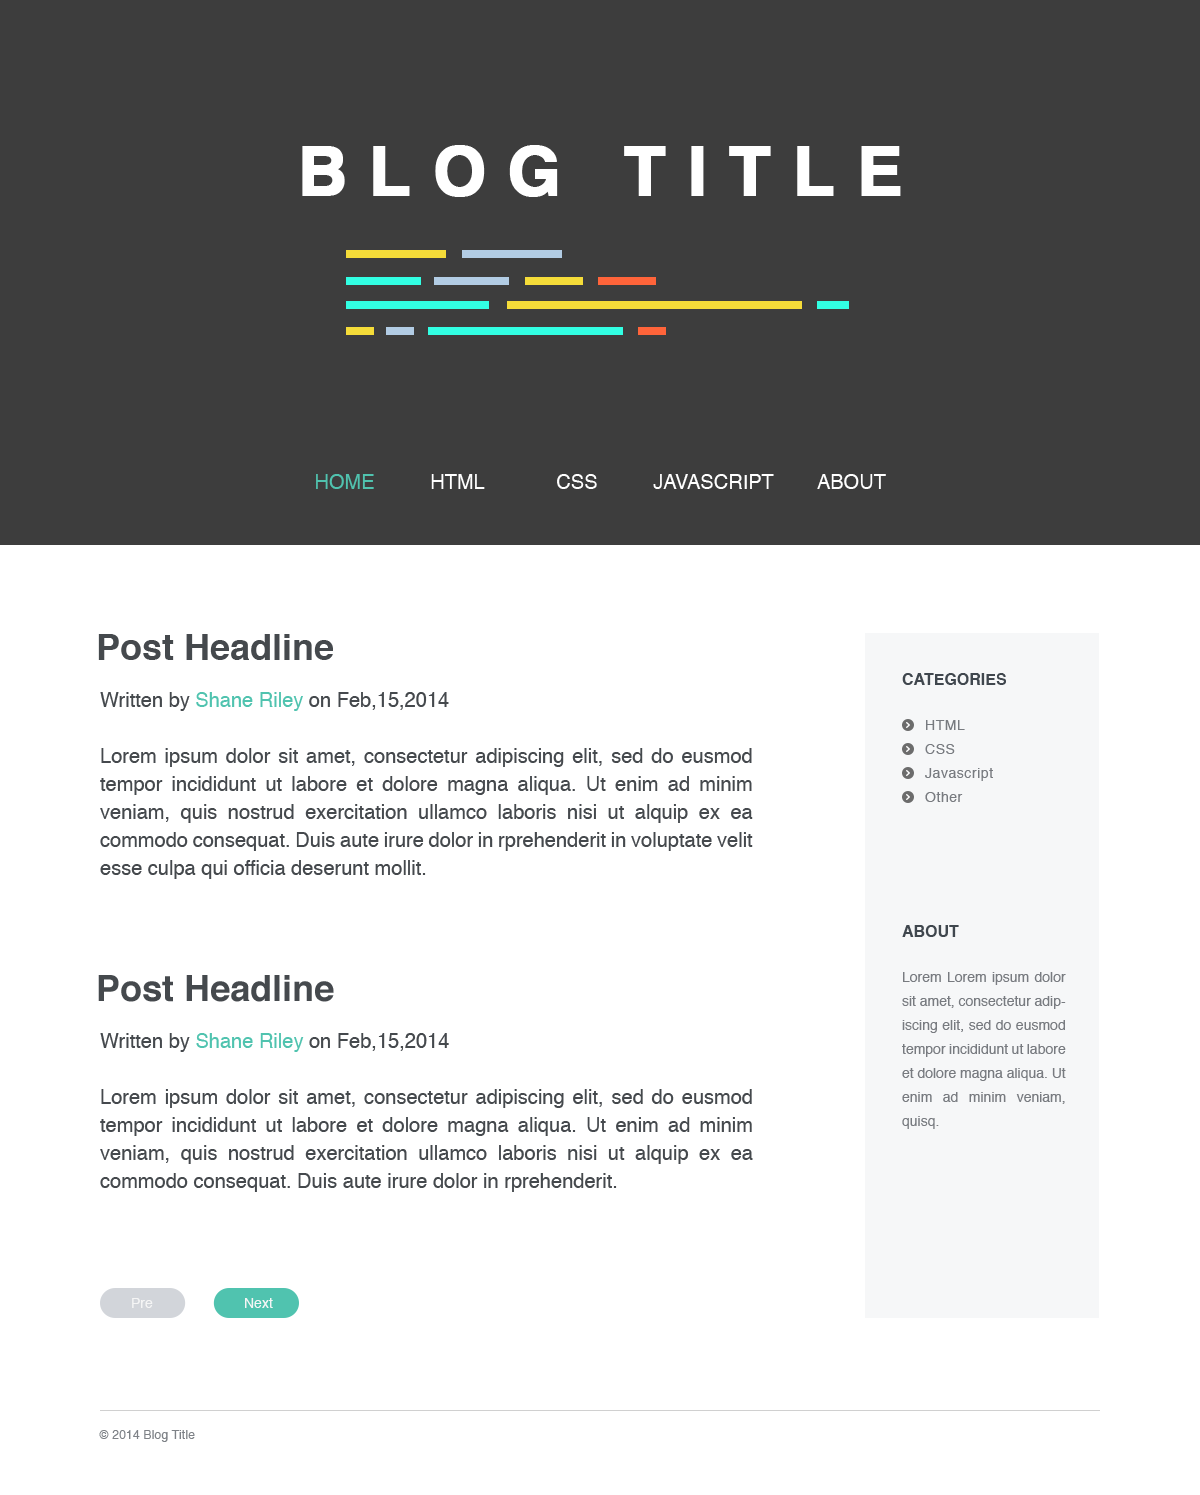 BLOG TITLE
HOME HTML CSS JAVASCRIPT ABOUT
Post Headline
Written by Shane Riley on Feb,15,2014
Lorem ipsum dolor sit amet, consectetur adipiscing elit, sed do eusmod
tempor incididunt ut labore et dolore magna aliqua. Ut enim ad minim
veniam, quis nostrud exercitation ullamco laboris nisi ut alquip ex ea
commodo consequat. Duis aute irure dolor in rprehenderit in voluptate velit
esse culpa qui officia deserunt mollit.
Post Headline
Written by Shane Riley on Feb,15,2014
Lorem ipsum dolor sit amet, consectetur adipiscing elit, sed do eusmod
tempor incididunt ut labore et dolore magna aliqua. Ut enim ad minim
veniam, quis nostrud exercitation ullamco laboris nisi ut alquip ex ea
commodo consequat. Duis aute irure dolor in rprehenderit.
Pre Next
CATEGORIES
HTML
CSS
Javascript
Other
ABOUT
Lorem Lorem ipsum dolor
sit amet, consectetur adip-
iscing elit, sed do eusmod
tempor incididunt ut labore
et dolore magna aliqua. Ut
enim ad minim veniam,
quisq.
© 2014 Blog Title